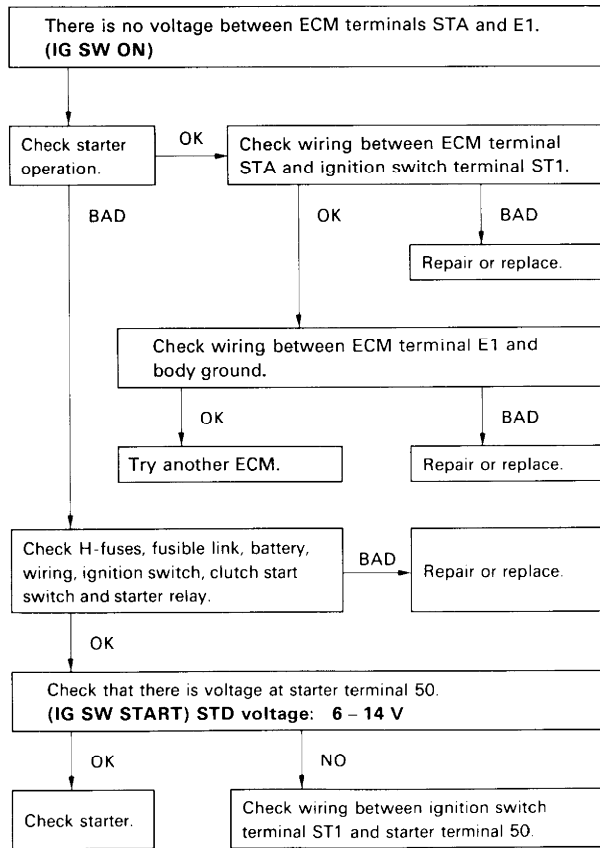 There is no voltage between ECM terminals STA and E1.
(IG SW ON)
Check starter
operation.
OK
Check wiring between ECM terminal
STA and ignition switch terminal ST1.
BAD
OK
BAD
Repair or replace.
Check wiring between ECM terminal E1 and
body ground.
OK
BAD
Try another ECM.
Repair or replace.
Check H-fuses, fusible link, battery,
wiring, ignition switch, clutch start
switch and starter relay.
BAD
Repair or replace.
OK
Check that there is voltage at starter terminal 50.
(IG SW START) STD voltage: 6 – 14 V
OK
NO
Check starter.
Check wiring between ignition switch
terminal ST1 and starter terminal 50.